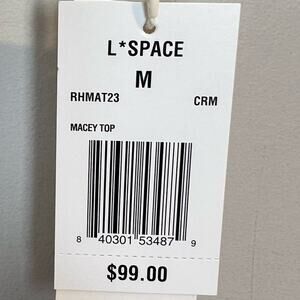 L*SPACE
M
RHMAT23 CRM
MACEY TOP
8 40301 53487 9
$99.00